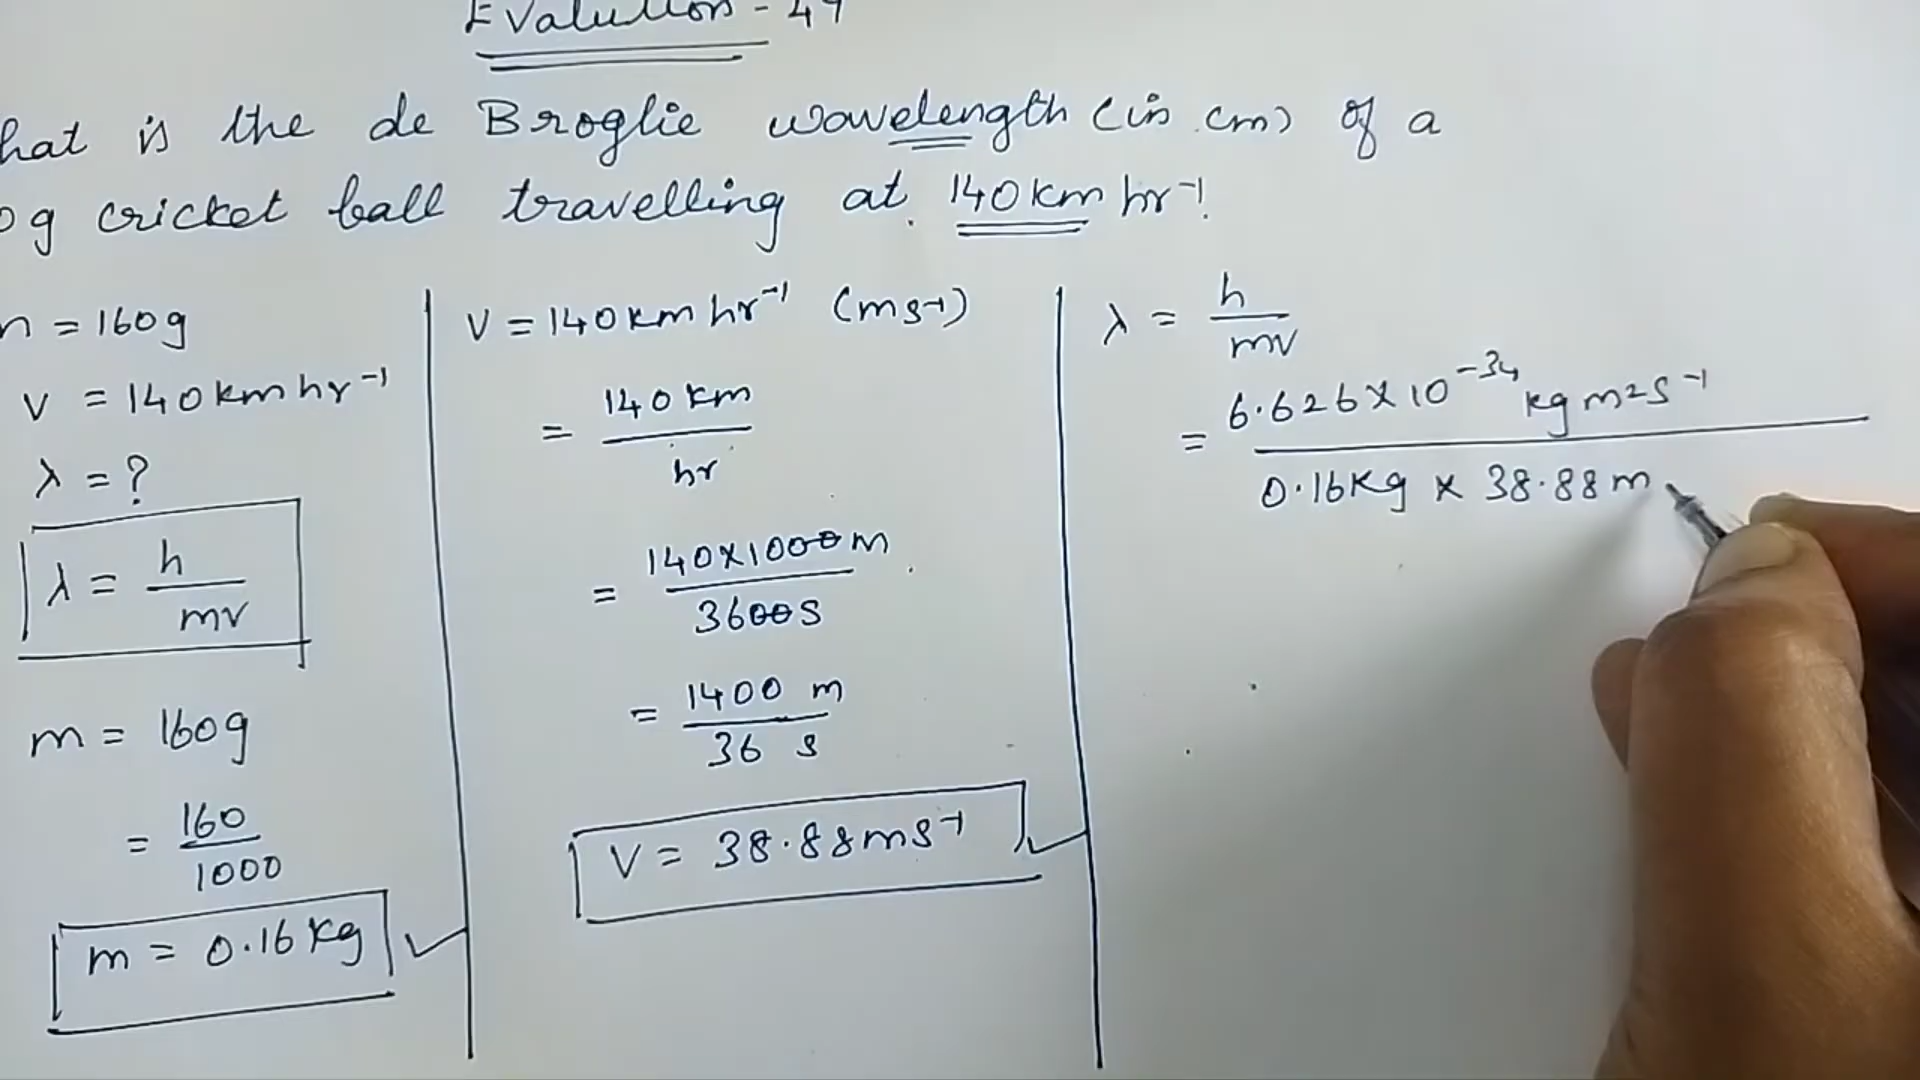 Evalution - 49
hat is the de Broglie wavelength (in cm) of a
0g cricket ball travelling at 140 km hr⁻¹.
m = 160g
v = 140 km hr⁻¹
λ = ?
λ = h / mv
m = 160g
= 160 / 1000
m = 0.16 Kg
V = 140 km hr⁻¹ (ms⁻¹)
= 140 km / hr
= 140 x 1000 m / 3600 s
= 1400 m / 36 s
V = 38.88 ms⁻¹
λ = h / mv
= 6.626 x 10⁻³⁴ kg m² s⁻¹ / 0.16 Kg x 38.88 m